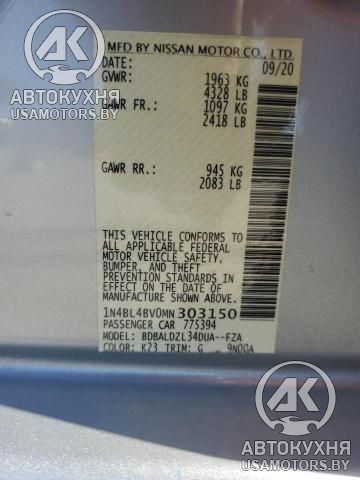 MFD BY NISSAN MOTOR CO., LTD
DATE: 09/20
GVWR: 1963 KG
4328 LB
GAWR FR: 1097 KG
2418 LB
GAWR RR: 945 KG
2083 LB
THIS VEHICLE CONFORMS TO
ALL APPLICABLE FEDERAL
MOTOR VEHICLE SAFETY,
BUMPER, AND THEFT
PREVENTION STANDARDS IN
EFFECT ON THE DATE OF
MANUFACTURE SHOWN ABOVE
1N4BL4BV0MN303150
PASSENGER CAR 775394
MODEL: BDBALDZL34DUA--FZA
COLOR: K23 TRIM: G 9N00A
АВТОКУХНЯ
USAMOTORS.BY
АВТОКУХНЯ
USAMOTORS.BY